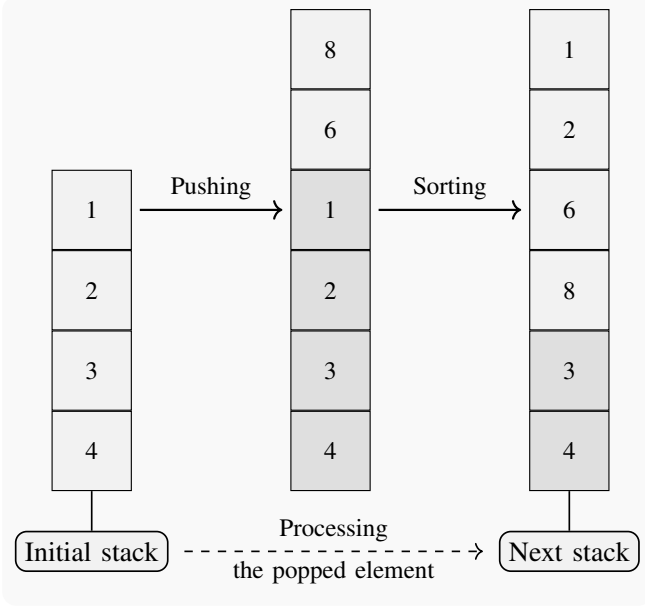 8
1
6
2
Pushing
Sorting
1
1
6
2
2
8
3
3
3
4
4
4
Processing
Initial stack
Next stack
the popped element